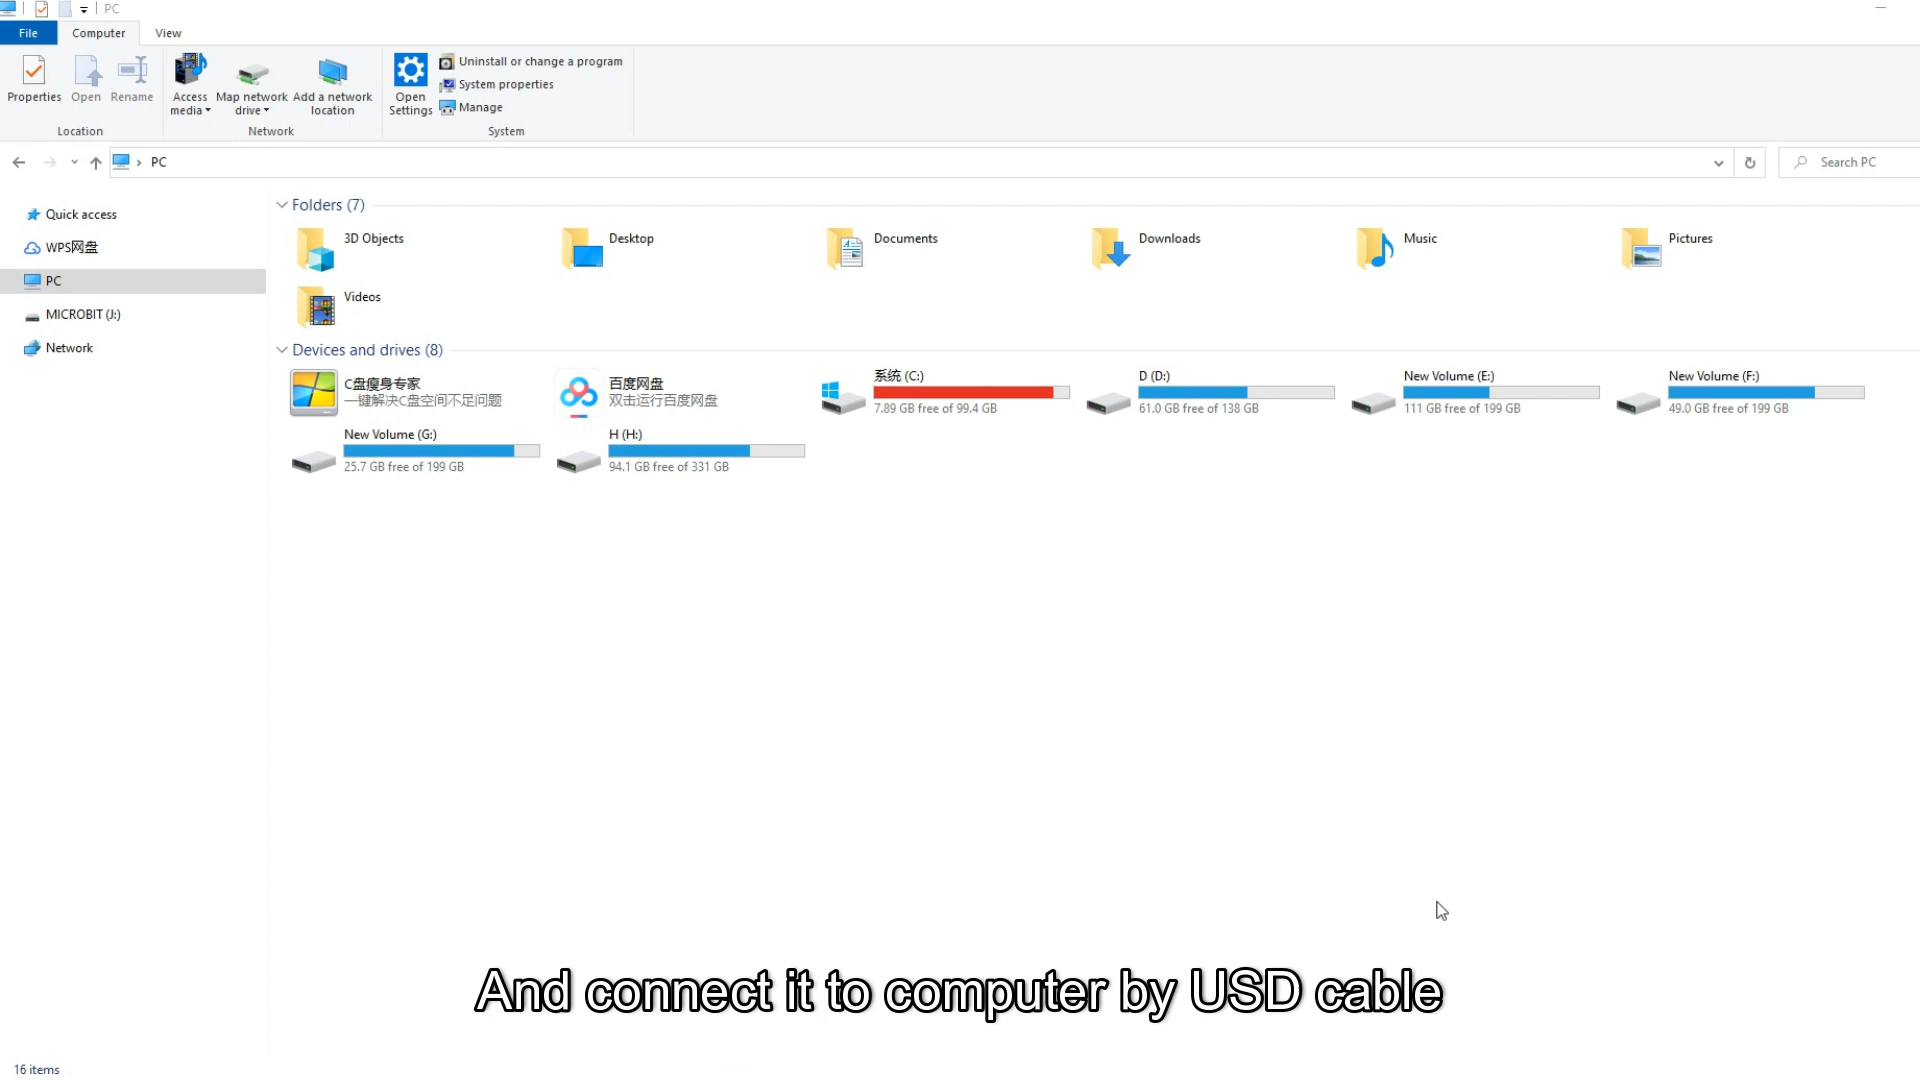 PC
File Computer View
Properties Open Rename Access media Map network drive Add a network location Open Settings Uninstall or change a program
System properties
Manage
Location Network System
PC Search PC
Quick access
WPS网盘
PC
MICROBIT (J:)
Network
Folders (7)
3D Objects Desktop Documents Downloads Music Pictures
Videos
Devices and drives (8)
C盘瘦身专家 百度网盘 系统 (C:) D (D:) New Volume (E:) New Volume (F:)
一键解决C盘空间不足问题 双击运行百度网盘 7.89 GB free of 99.4 GB 61.0 GB free of 138 GB 111 GB free of 199 GB 49.0 GB free of 199 GB
New Volume (G:) H (H:)
25.7 GB free of 199 GB 94.1 GB free of 331 GB
And connect it to computer by USD cable
16 items